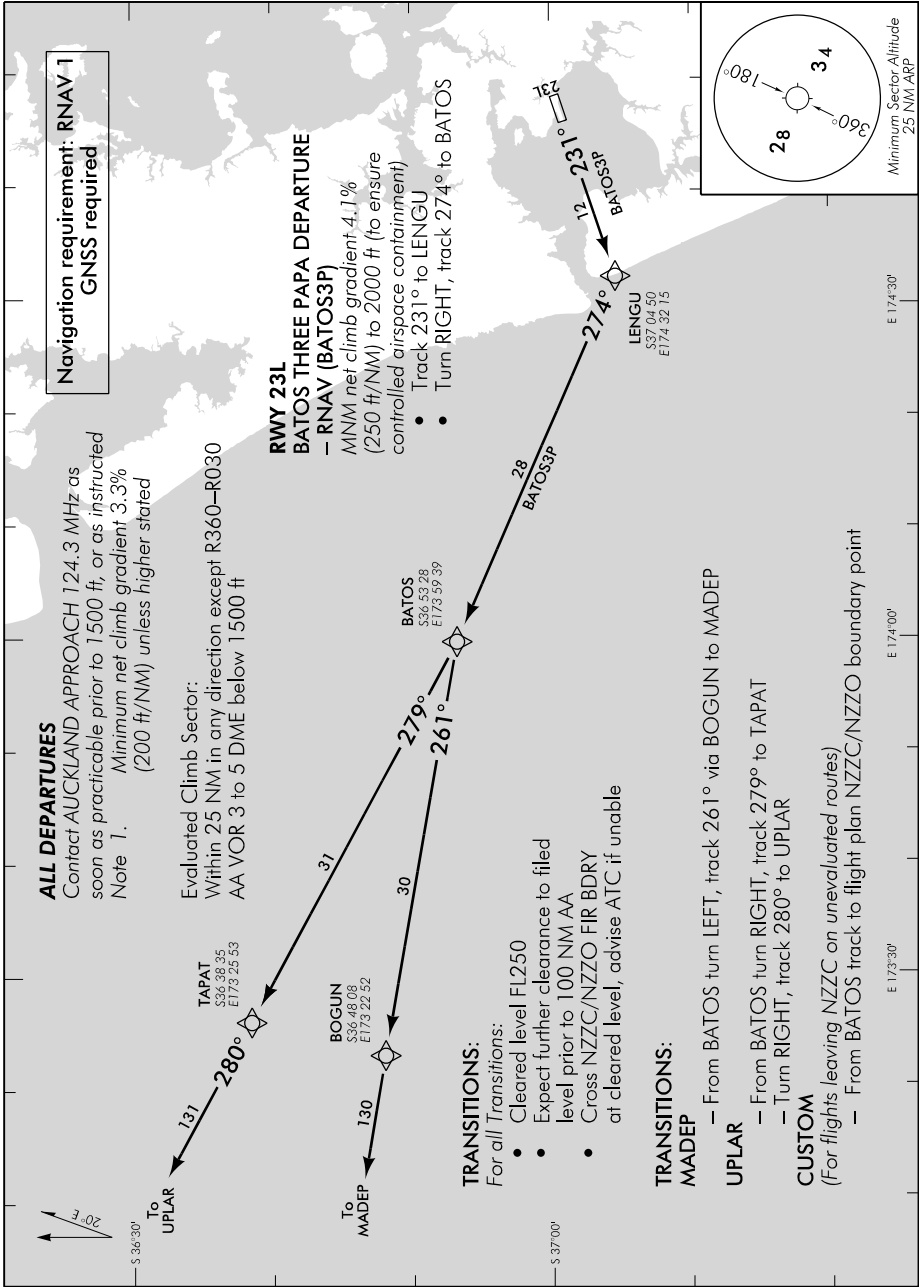 ALL DEPARTURES
Contact AUCKLAND APPROACH 124.3 MHz as
soon as practicable prior to 1500 ft, or as instructed
Note 1. Minimum net climb gradient 3.3%
(200 ft/NM) unless higher stated
Evaluated Climb Sector:
Within 25 NM in any direction except R360–R030
AA VOR 3 to 5 DME below 1500 ft
Navigation requirement: RNAV 1
GNSS required
RWY 23L
BATOS THREE PAPA DEPARTURE
– RNAV (BATOS3P)
MNM net climb gradient 4.1%
(250 ft/NM) to 2000 ft (to ensure
controlled airspace containment)
• Track 231° to LENGU
• Turn RIGHT, track 274° to BATOS
20°E
S 36°30'
To
UPLAR
131
280°
TAPAT
S36 38 35
E173 25 53
31
279°
To
MADEP
130
BOGUN
S36 48 08
E173 22 52
30
261°
BATOS
S36 53 28
E173 59 39
28
BATOS3P
274°
LENGU
S37 04 50
E174 32 15
12
231°
BATOS3P
23L
S 37°00'
TRANSITIONS:
For all Transitions:
• Cleared level FL250
• Expect further clearance to filed
level prior to 100 NM AA
• Cross NZZC/NZZO FIR BDRY
at cleared level, advise ATC if unable
TRANSITIONS:
MADEP
– From BATOS turn LEFT, track 261° via BOGUN to MADEP
UPLAR
– From BATOS turn RIGHT, track 279° to TAPAT
– Turn RIGHT, track 280° to UPLAR
CUSTOM
(For flights leaving NZZC on unevaluated routes)
– From BATOS track to flight plan NZZC/NZZO boundary point
E 173°30'
E 174°00'
E 174°30'
180°
28
34
360°
Minimum Sector Altitude
25 NM ARP